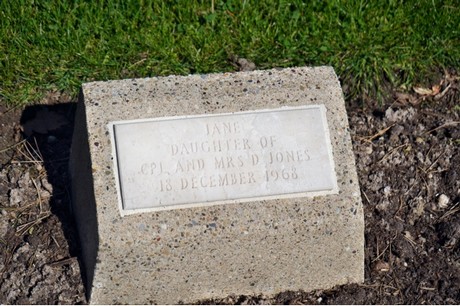 JANE
DAUGHTER OF
CPL AND MRS D JONES
18 DECEMBER 1968